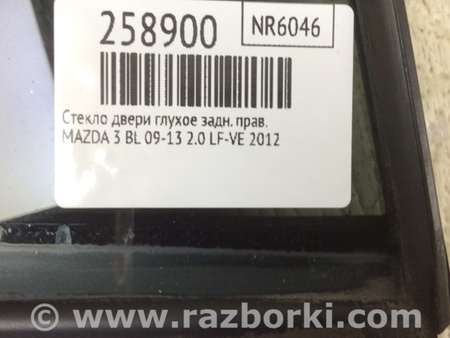 258900
NR6046
Стекло двери глухое задн. прав.
MAZDA 3 BL 09-13 2.0 LF-VE 2012
© www.razborki.com